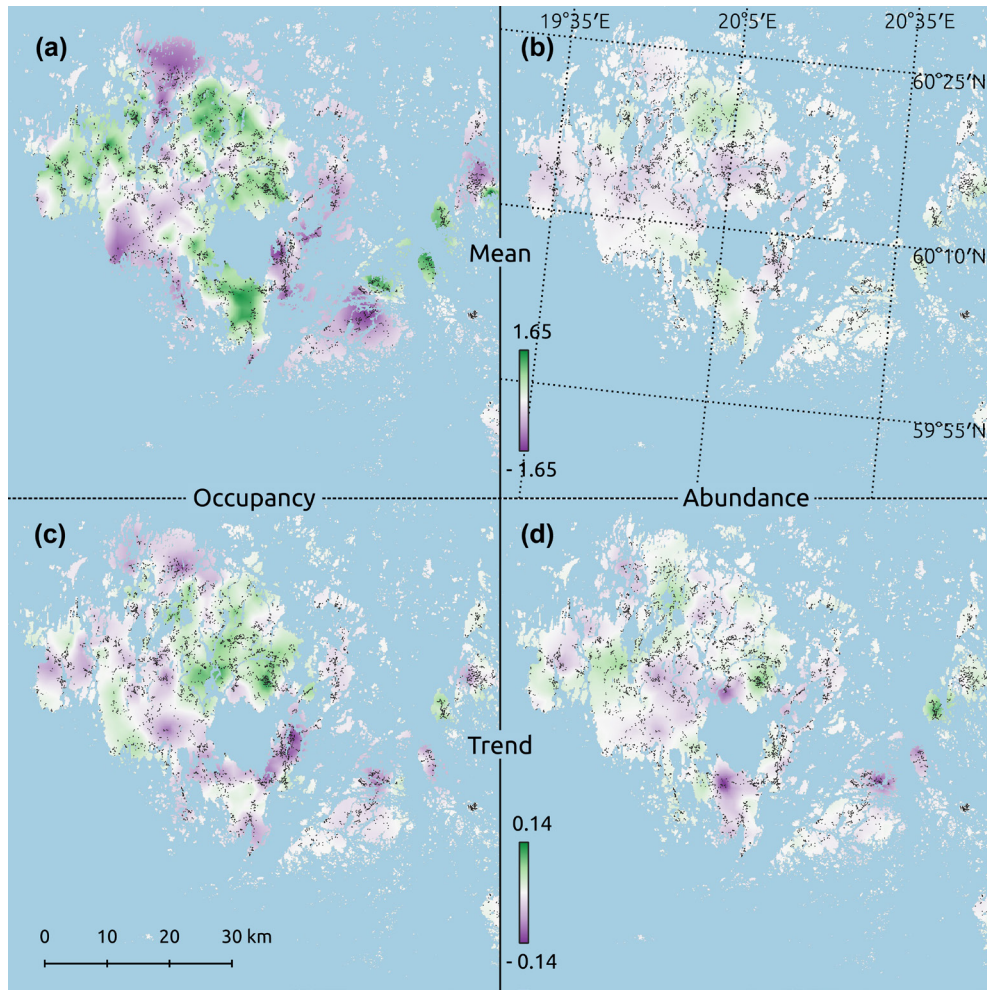 (a)
(b)
19°35′E
20°5′E
20°35′E
60°25′N
Mean
60°10′N
1.65
- 1.65
59°55′N
Occupancy
Abundance
(c)
(d)
Trend
0.14
- 0.14
0 10 20 30 km